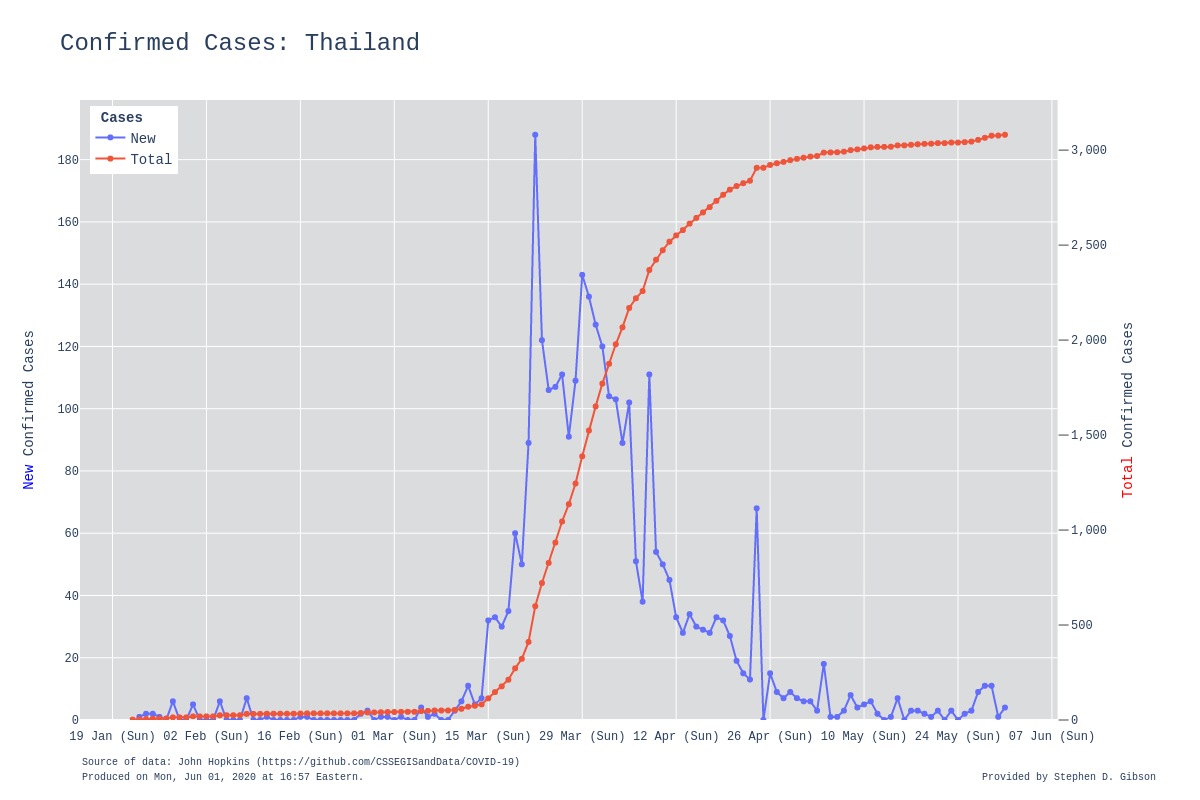 Confirmed Cases: Thailand
Cases
New
Total
180
160
140
120
100
80
60
40
20
0
3,000
2,500
2,000
1,500
1,000
500
0
New Confirmed Cases
Total Confirmed Cases
19 Jan (Sun) 02 Feb (Sun) 16 Feb (Sun) 01 Mar (Sun) 15 Mar (Sun) 29 Mar (Sun) 12 Apr (Sun) 26 Apr (Sun) 10 May (Sun) 24 May (Sun) 07 Jun (Sun)
Source of data: John Hopkins (https://github.com/CSSEGISandData/COVID-19)
Produced on Mon, Jun 01, 2020 at 16:57 Eastern.
Provided by Stephen D. Gibson